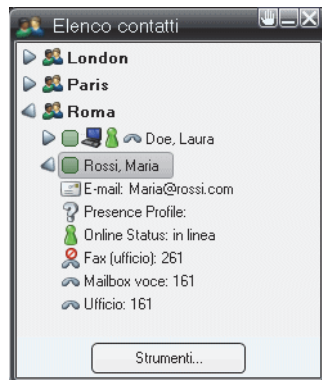 Elenco contatti
London
Paris
Roma
Doe, Laura
Rossi, Maria
E-mail: Maria@rossi.com
Presence Profile:
Online Status: in linea
Fax (ufficio): 261
Mailbox voce: 161
Ufficio: 161
Strumenti...